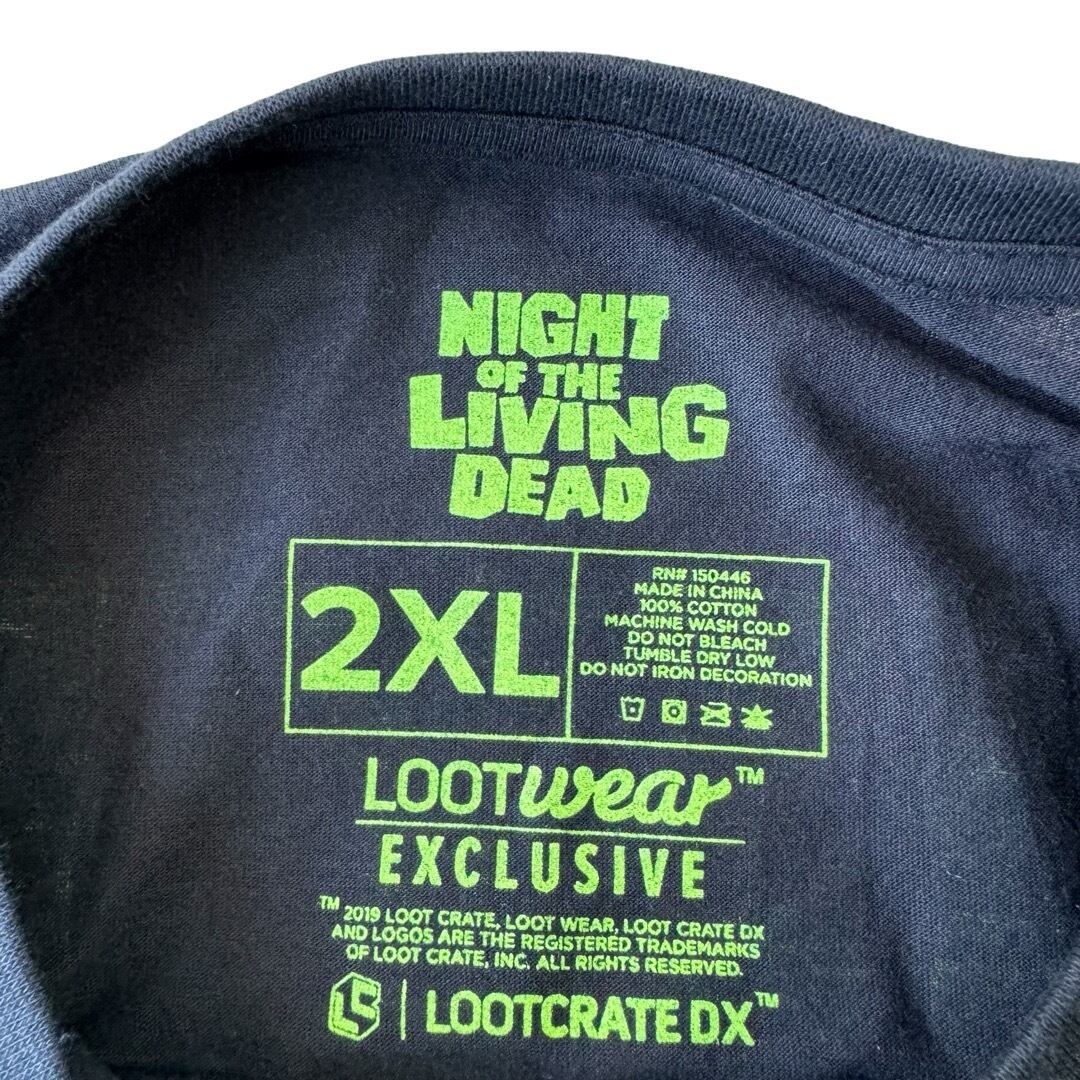 NIGHT
OF THE
LIVING
DEAD
2XL
RN# 150446
MADE IN CHINA
100% COTTON
MACHINE WASH COLD
DO NOT BLEACH
TUMBLE DRY LOW
DO NOT IRON DECORATION
LOOTwear™
EXCLUSIVE
™ 2019 LOOT CRATE, LOOT WEAR, LOOT CRATE DX
AND LOGOS ARE THE REGISTERED TRADEMARKS
OF LOOT CRATE, INC. ALL RIGHTS RESERVED.
LC | LOOTCRATE DX™